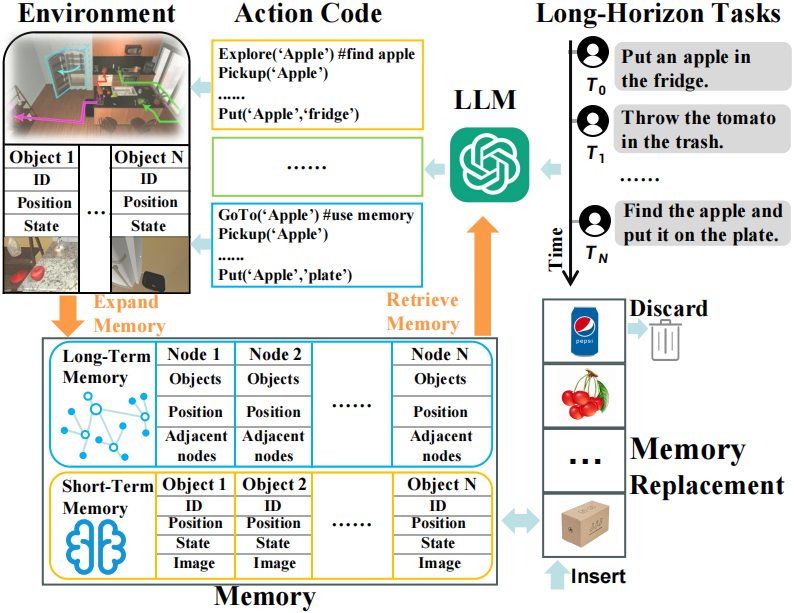 Environment
Action Code
Long-Horizon Tasks
Object 1
Object N
ID
ID
Position
...
Position
State
State
Explore(‘Apple’) #find apple
Pickup(‘Apple’)
......
Put(‘Apple’,‘fridge’)
......
GoTo(‘Apple’) #use memory
Pickup(‘Apple’)
......
Put(‘Apple’,’plate’)
LLM
T0
Put an apple in
the fridge.
T1
Throw the tomato
in the trash.
......
TN
Find the apple and
put it on the plate.
Time
Expand
Memory
Retrieve
Memory
Long-Term
Memory
Node 1
Node 2
Node N
Objects
Objects
Objects
......
Position
Position
Position
Adjacent
nodes
Adjacent
nodes
Adjacent
nodes
Short-Term
Memory
Object 1
Object 2
Object N
ID
ID
ID
Position
Position
......
Position
State
State
State
Image
Image
Image
Memory
pepsi
Discard
...
Memory
Replacement
Insert